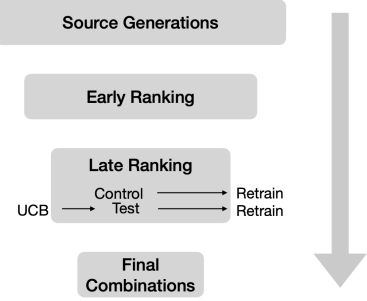 Source Generations
Early Ranking
Late Ranking
Control Retrain
UCB Test Retrain
Final
Combinations